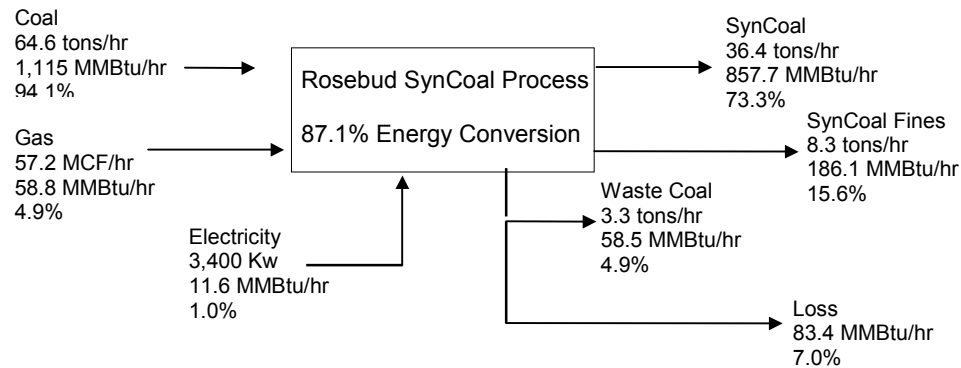 Coal
64.6 tons/hr
1,115 MMBtu/hr
94.1%
Gas
57.2 MCF/hr
58.8 MMBtu/hr
4.9%
Electricity
3,400 Kw
11.6 MMBtu/hr
1.0%
Rosebud SynCoal Process
87.1% Energy Conversion
SynCoal
36.4 tons/hr
857.7 MMBtu/hr
73.3%
SynCoal Fines
8.3 tons/hr
186.1 MMBtu/hr
15.6%
Waste Coal
3.3 tons/hr
58.5 MMBtu/hr
4.9%
Loss
83.4 MMBtu/hr
7.0%